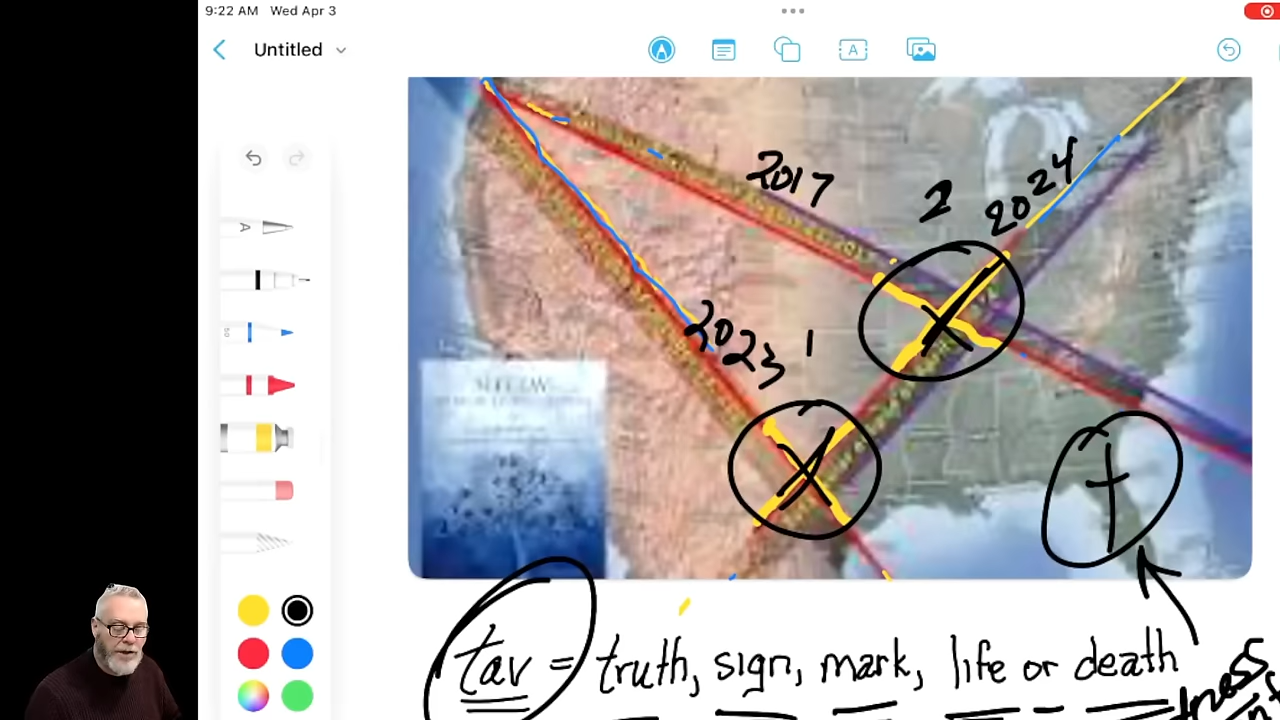 9:22 AM Wed Apr 3
Untitled
A
2017
2
2024
2023
1
tav = truth, sign, mark, life or death